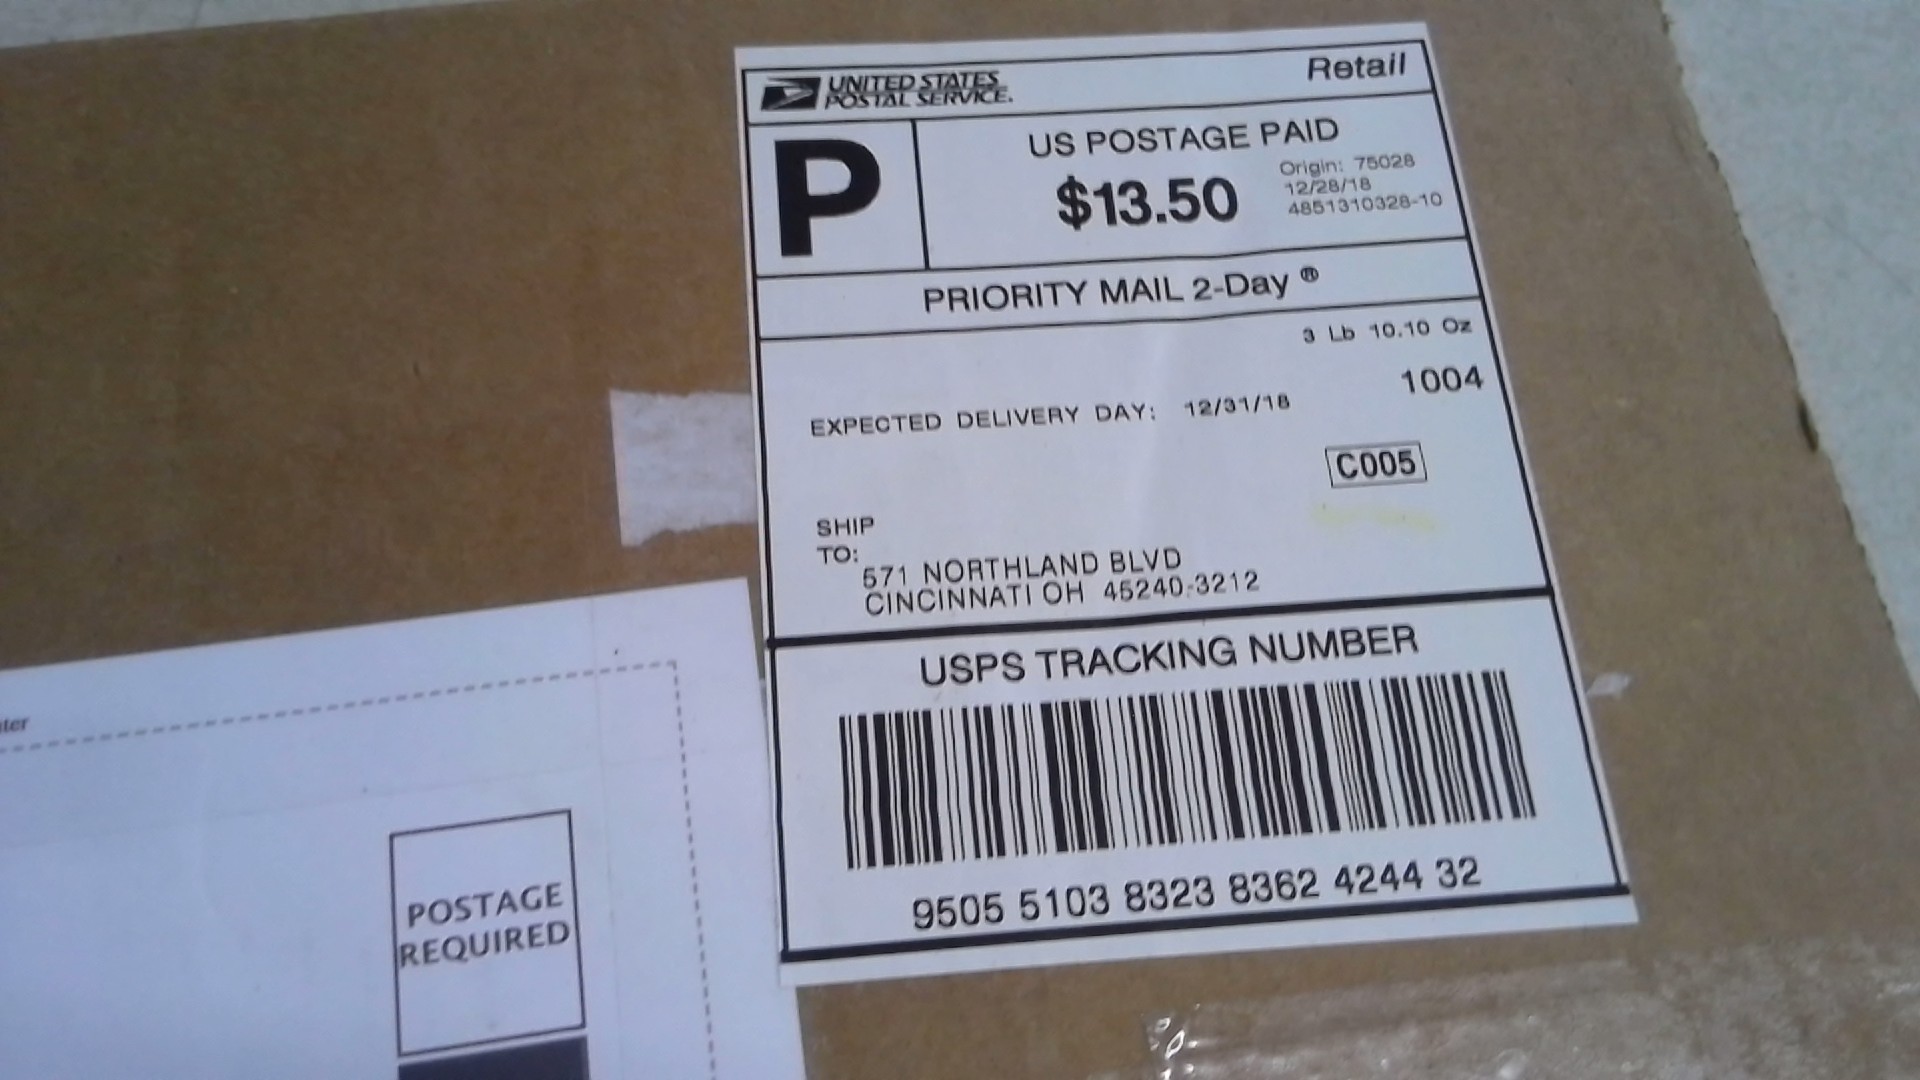 UNITED STATES
POSTAL SERVICE.
Retail
P
US POSTAGE PAID
$13.50
Origin: 75028
12/28/18
4851310328-10
PRIORITY MAIL 2-Day ®
3 Lb 10.10 Oz
1004
EXPECTED DELIVERY DAY: 12/31/18
C005
SHIP
TO:
571 NORTHLAND BLVD
CINCINNATI OH 45240-3212
USPS TRACKING NUMBER
9505 5103 8323 8362 4244 32
POSTAGE
REQUIRED